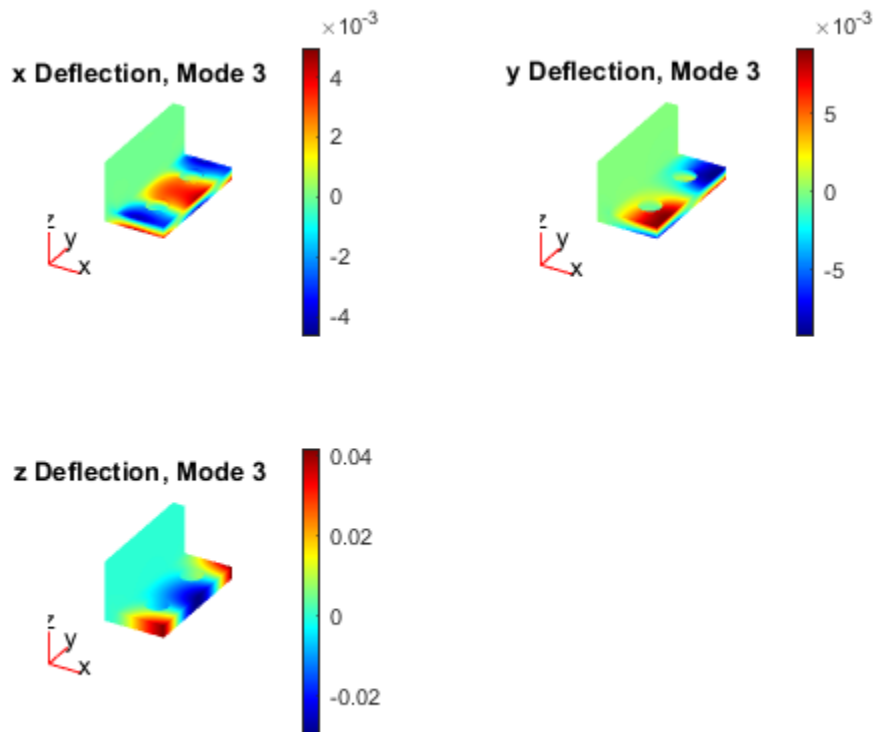 ×10⁻³
x Deflection, Mode 3
4
2
0
-2
-4
z
y
x
×10⁻³
y Deflection, Mode 3
5
0
-5
z
y
x
z Deflection, Mode 3
0.04
0.02
0
-0.02
z
y
x